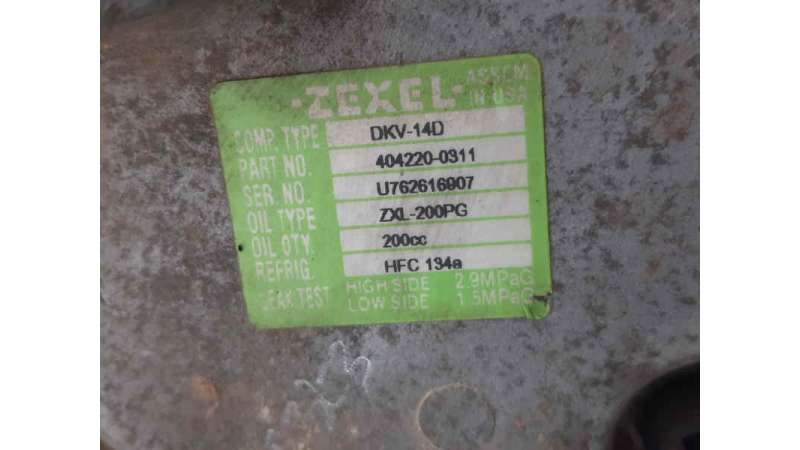 ·ZEXEL· ASSEM. IN USA
COMP. TYPE DKV-14D
PART NO. 404220-0311
SER. NO. U762616907
OIL TYPE ZXL-200PG
OIL QTY. 200cc
REFRIG. HFC 134a
LEAK TEST HIGH SIDE 2.9MPaG
LOW SIDE 1.5MPaG